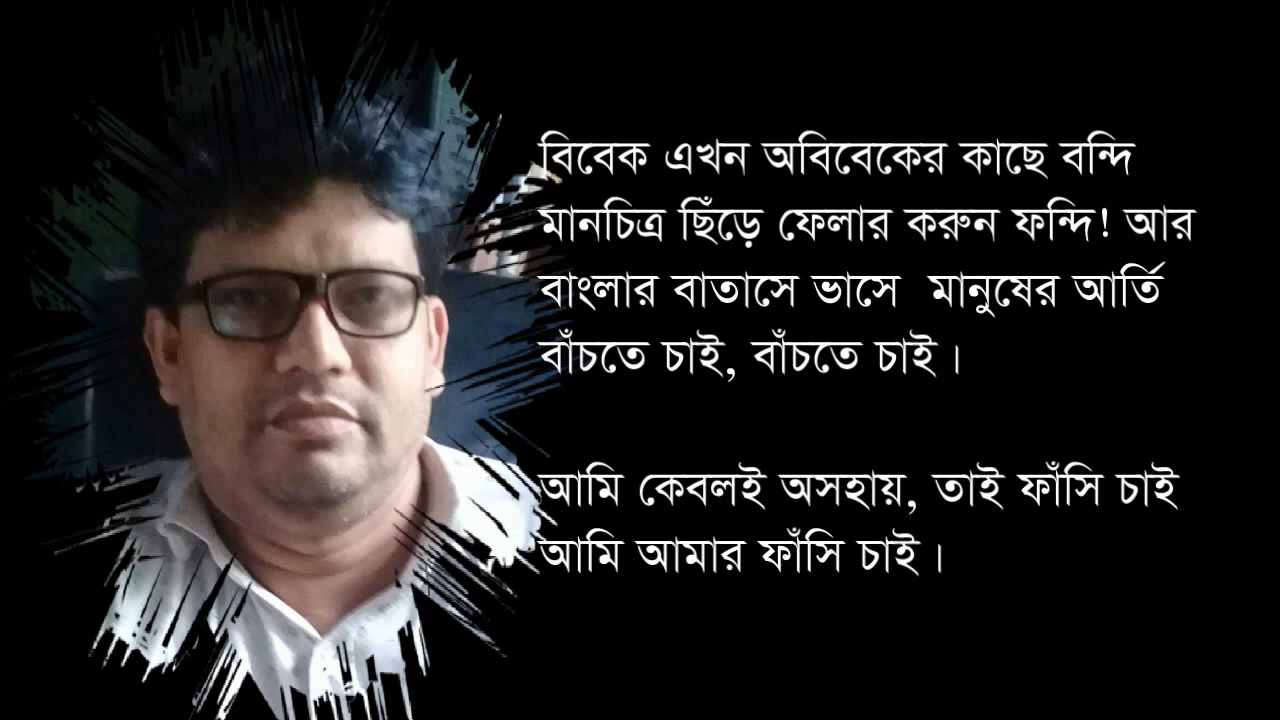 বিবেক এখন অবিবেকের কাছে বন্দি
মানচিত্র ছিঁড়ে ফেলার করুন ফন্দি! আর
বাংলার বাতাসে ভাসে মানুষের আর্তি
বাঁচতে চাই, বাঁচতে চাই।
আমি কেবলই অসহায়, তাই ফাঁসি চাই
আমি আমার ফাঁসি চাই।